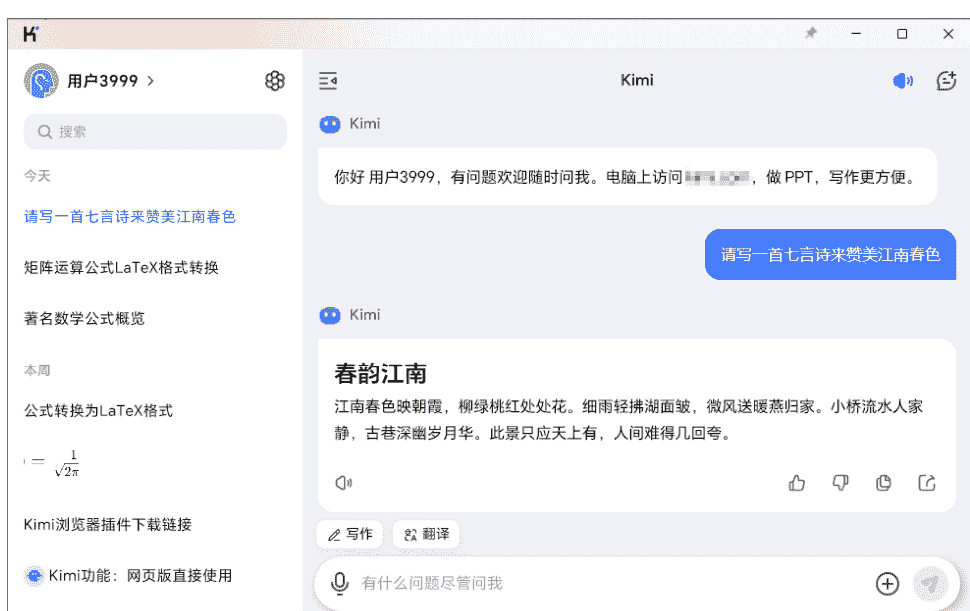 K
用户3999
搜索
今天
请写一首七言诗来赞美江南春色
矩阵运算公式LaTeX格式转换
著名数学公式概览
本周
公式转换为LaTeX格式
= 1/√2π
Kimi浏览器插件下载链接
Kimi功能：网页版直接使用
Kimi
Kimi
你好 用户3999，有问题欢迎随时问我。电脑上访问 ，做 PPT，写作更方便。
请写一首七言诗来赞美江南春色
Kimi
春韵江南
江南春色映朝霞，柳绿桃红处处花。细雨轻拂湖面皱，微风送暖燕归家。小桥流水人家
静，古巷深幽岁月华。此景只应天上有，人间难得几回夸。
写作
翻译
有什么问题尽管问我